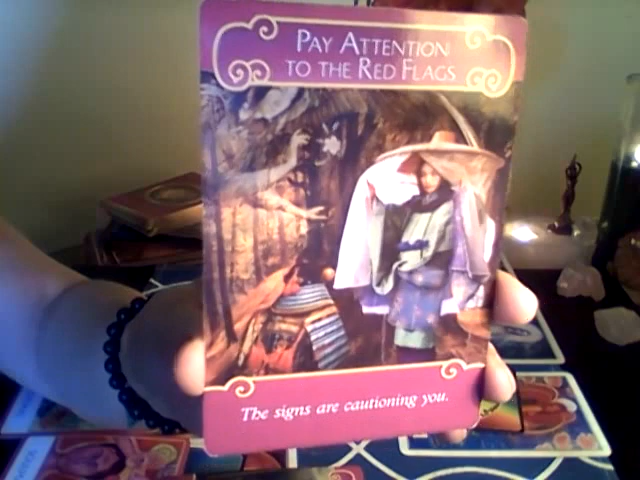 PAY ATTENTION
TO THE RED FLAGS
The signs are cautioning you.